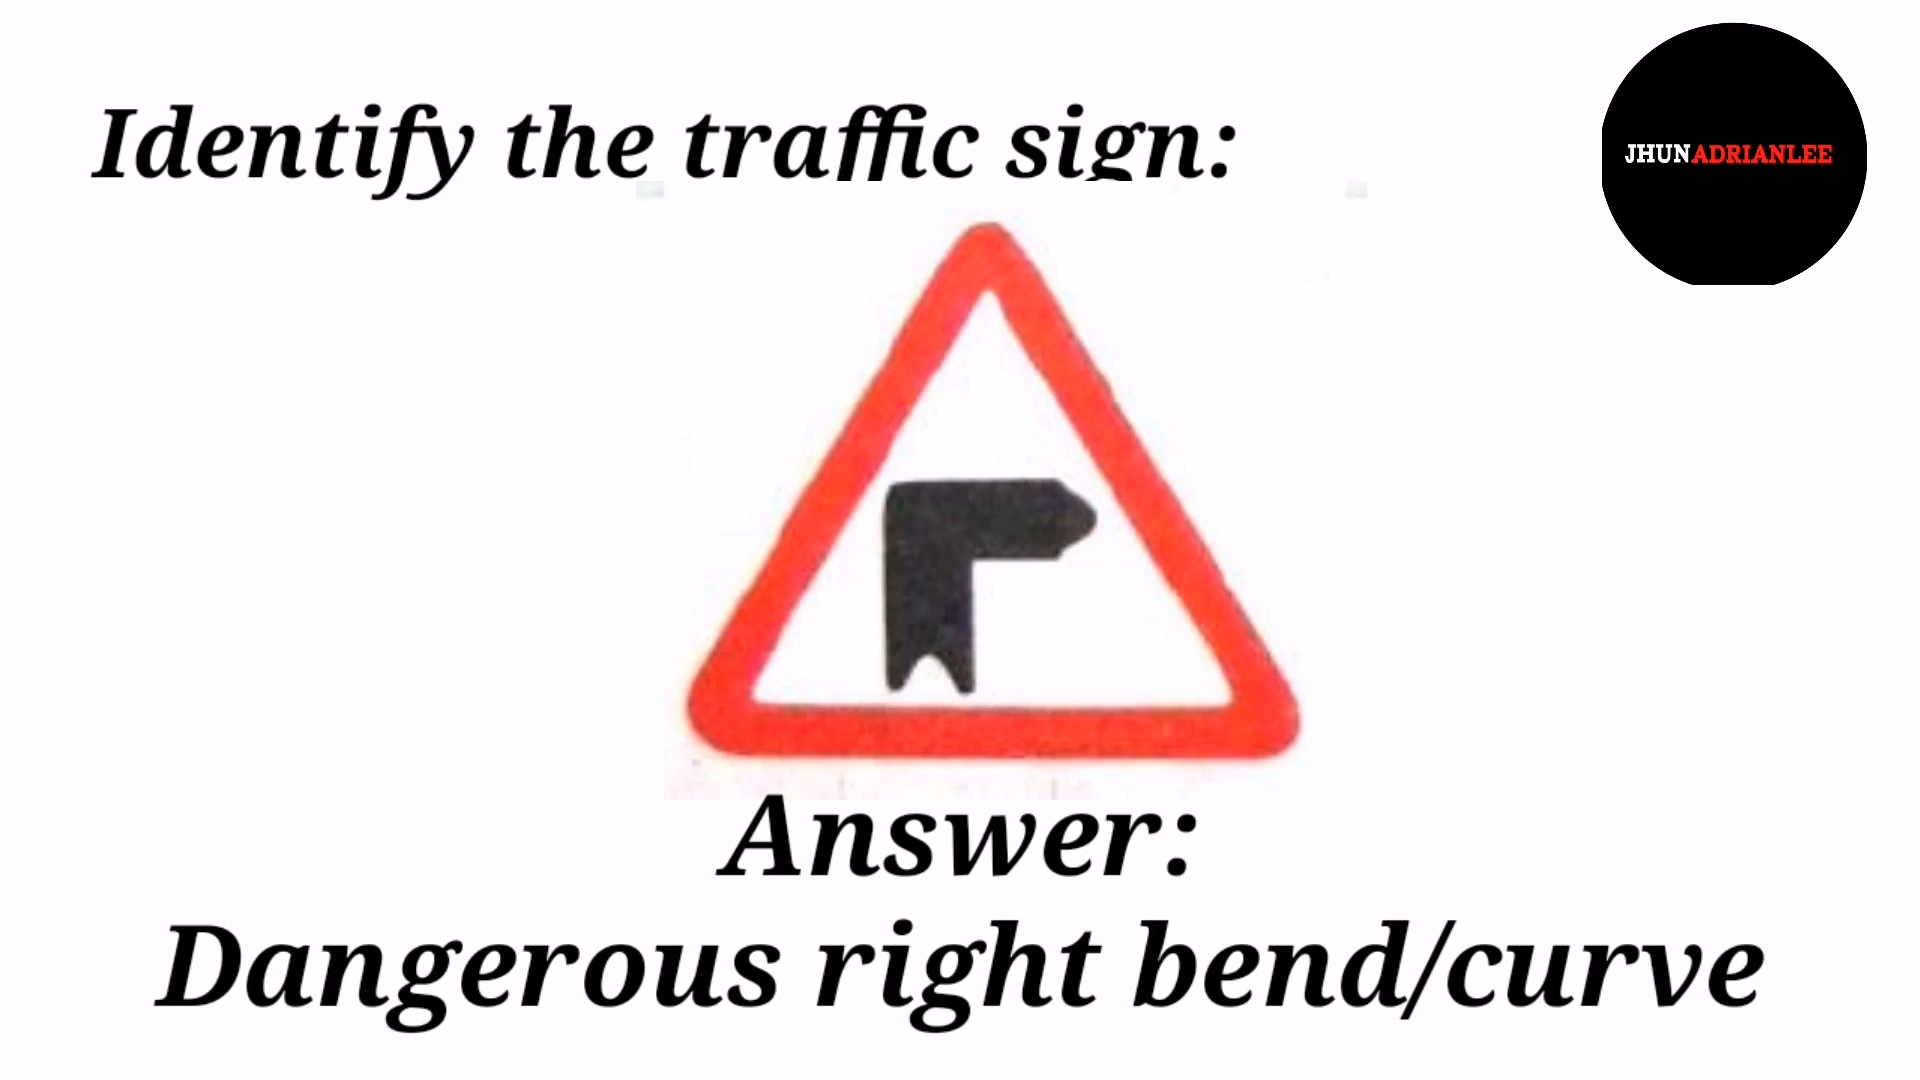 Identify the traffic sign:
JHUNADRIANLEE
Answer:
Dangerous right bend/curve